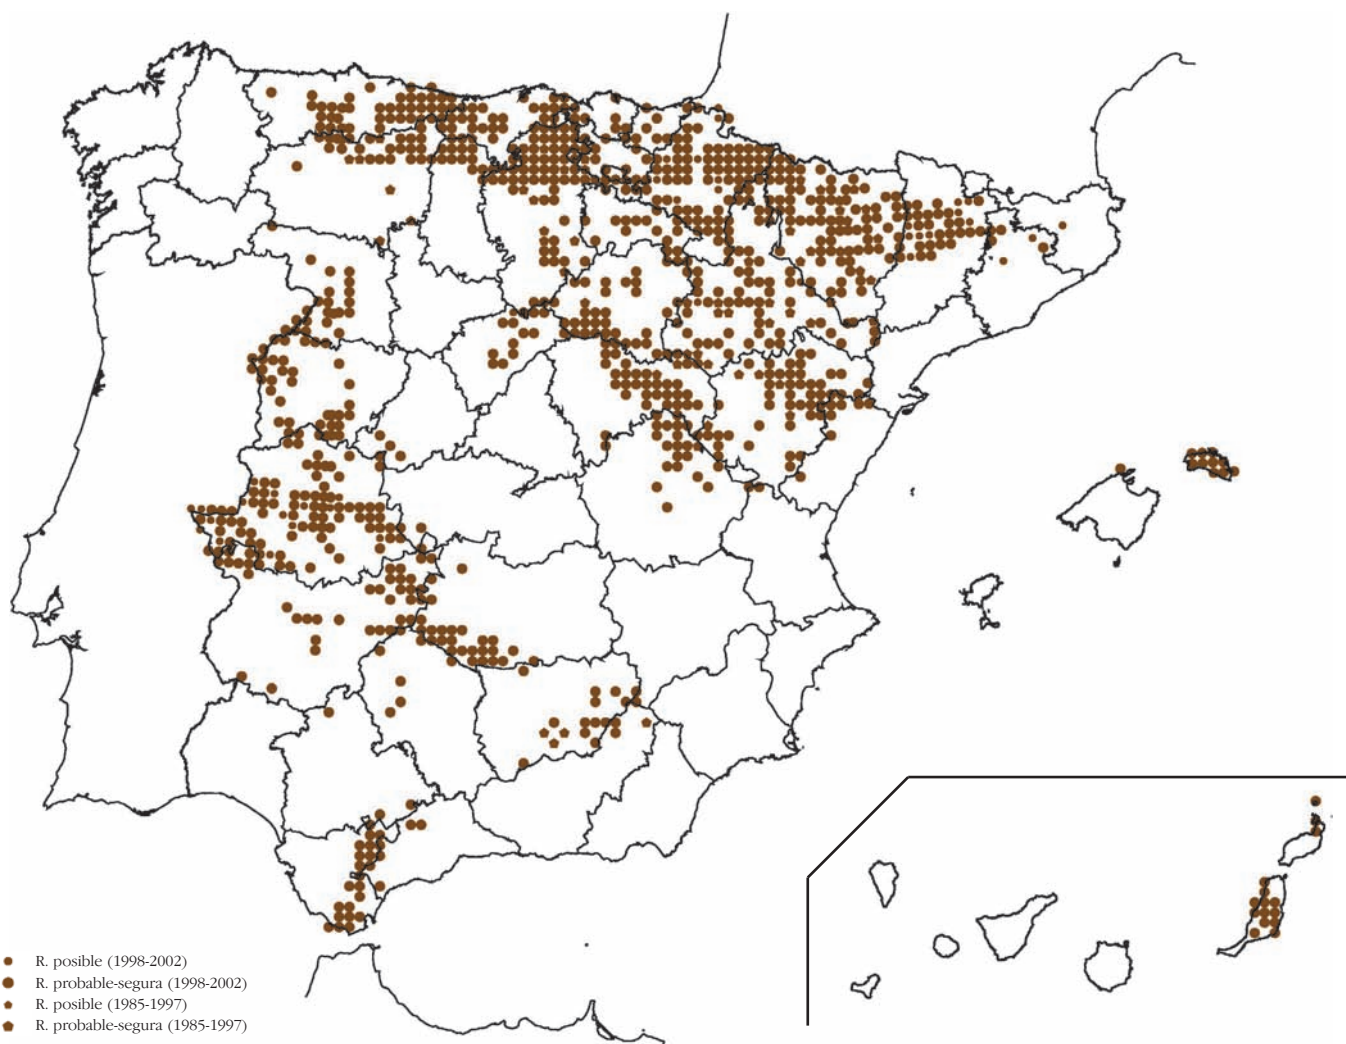 R. posible (1998-2002)
R. probable-segura (1998-2002)
R. posible (1985-1997)
R. probable-segura (1985-1997)